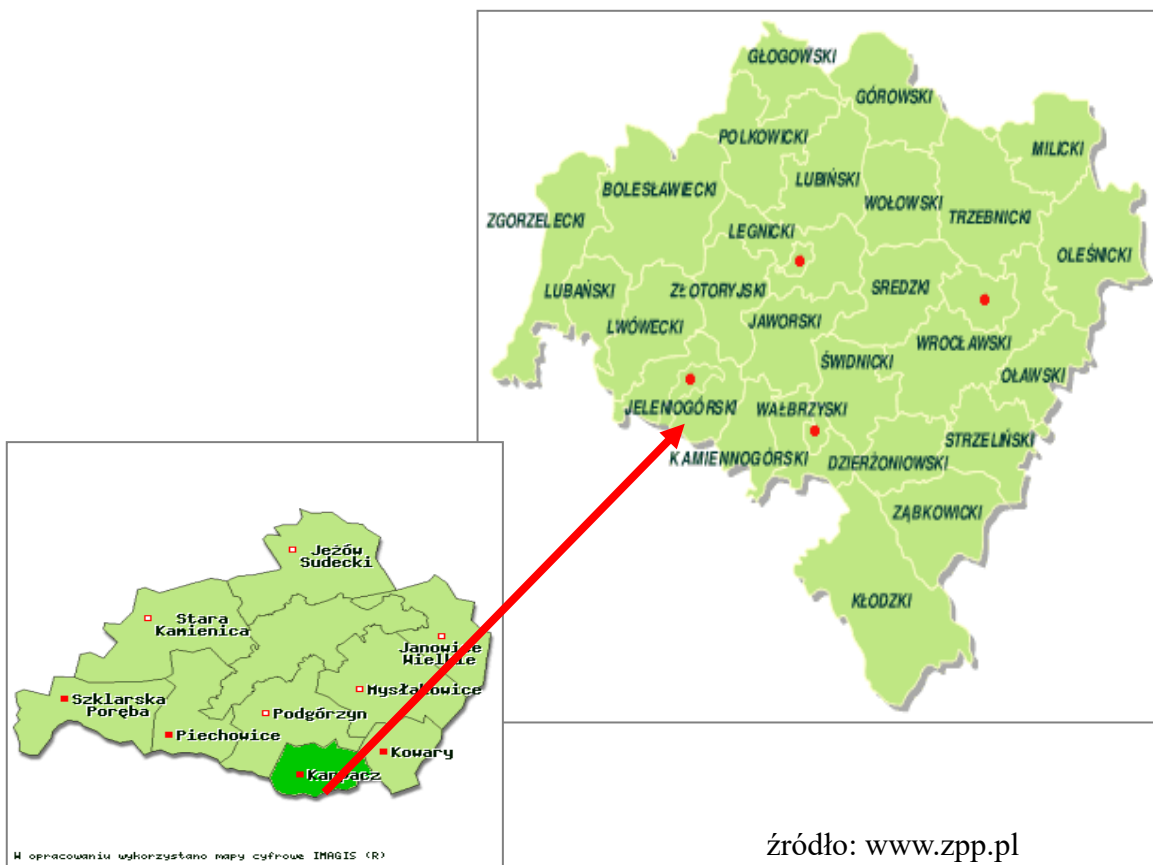 GŁOGOWSKI
GÓROWSKI
POLKOWICKI
MILICKI
LUBIŃSKI
BOLESŁAWIECKI
WOŁOWSKI
TRZEBNICKI
ZGORZELECKI
LEGNICKI
OLEŚNICKI
LUBAŃSKI
ZŁOTORYJSKI
SREDZKI
LWÓWECKI
JAWORSKI
WROCŁAWSKI
ŚWIDNICKI
OŁAWSKI
JELENIOGÓRSKI
WAŁBRZYSKI
STRZELIŃSKI
KAMIENNOGÓRSKI
DZIERŻONIOWSKI
ZĄBKOWICKI
KŁODZKI
Jeżów
Sudecki
Stara
Kamienica
Janowice
Wielkie
Mysłakowice
Szklarska
Poręba
Podgórzyn
Piechowice
Kowary
Karpacz
W opracowaniu wykorzystano mapy cyfrowe IMAGIS (R)
źródło: www.zpp.pl